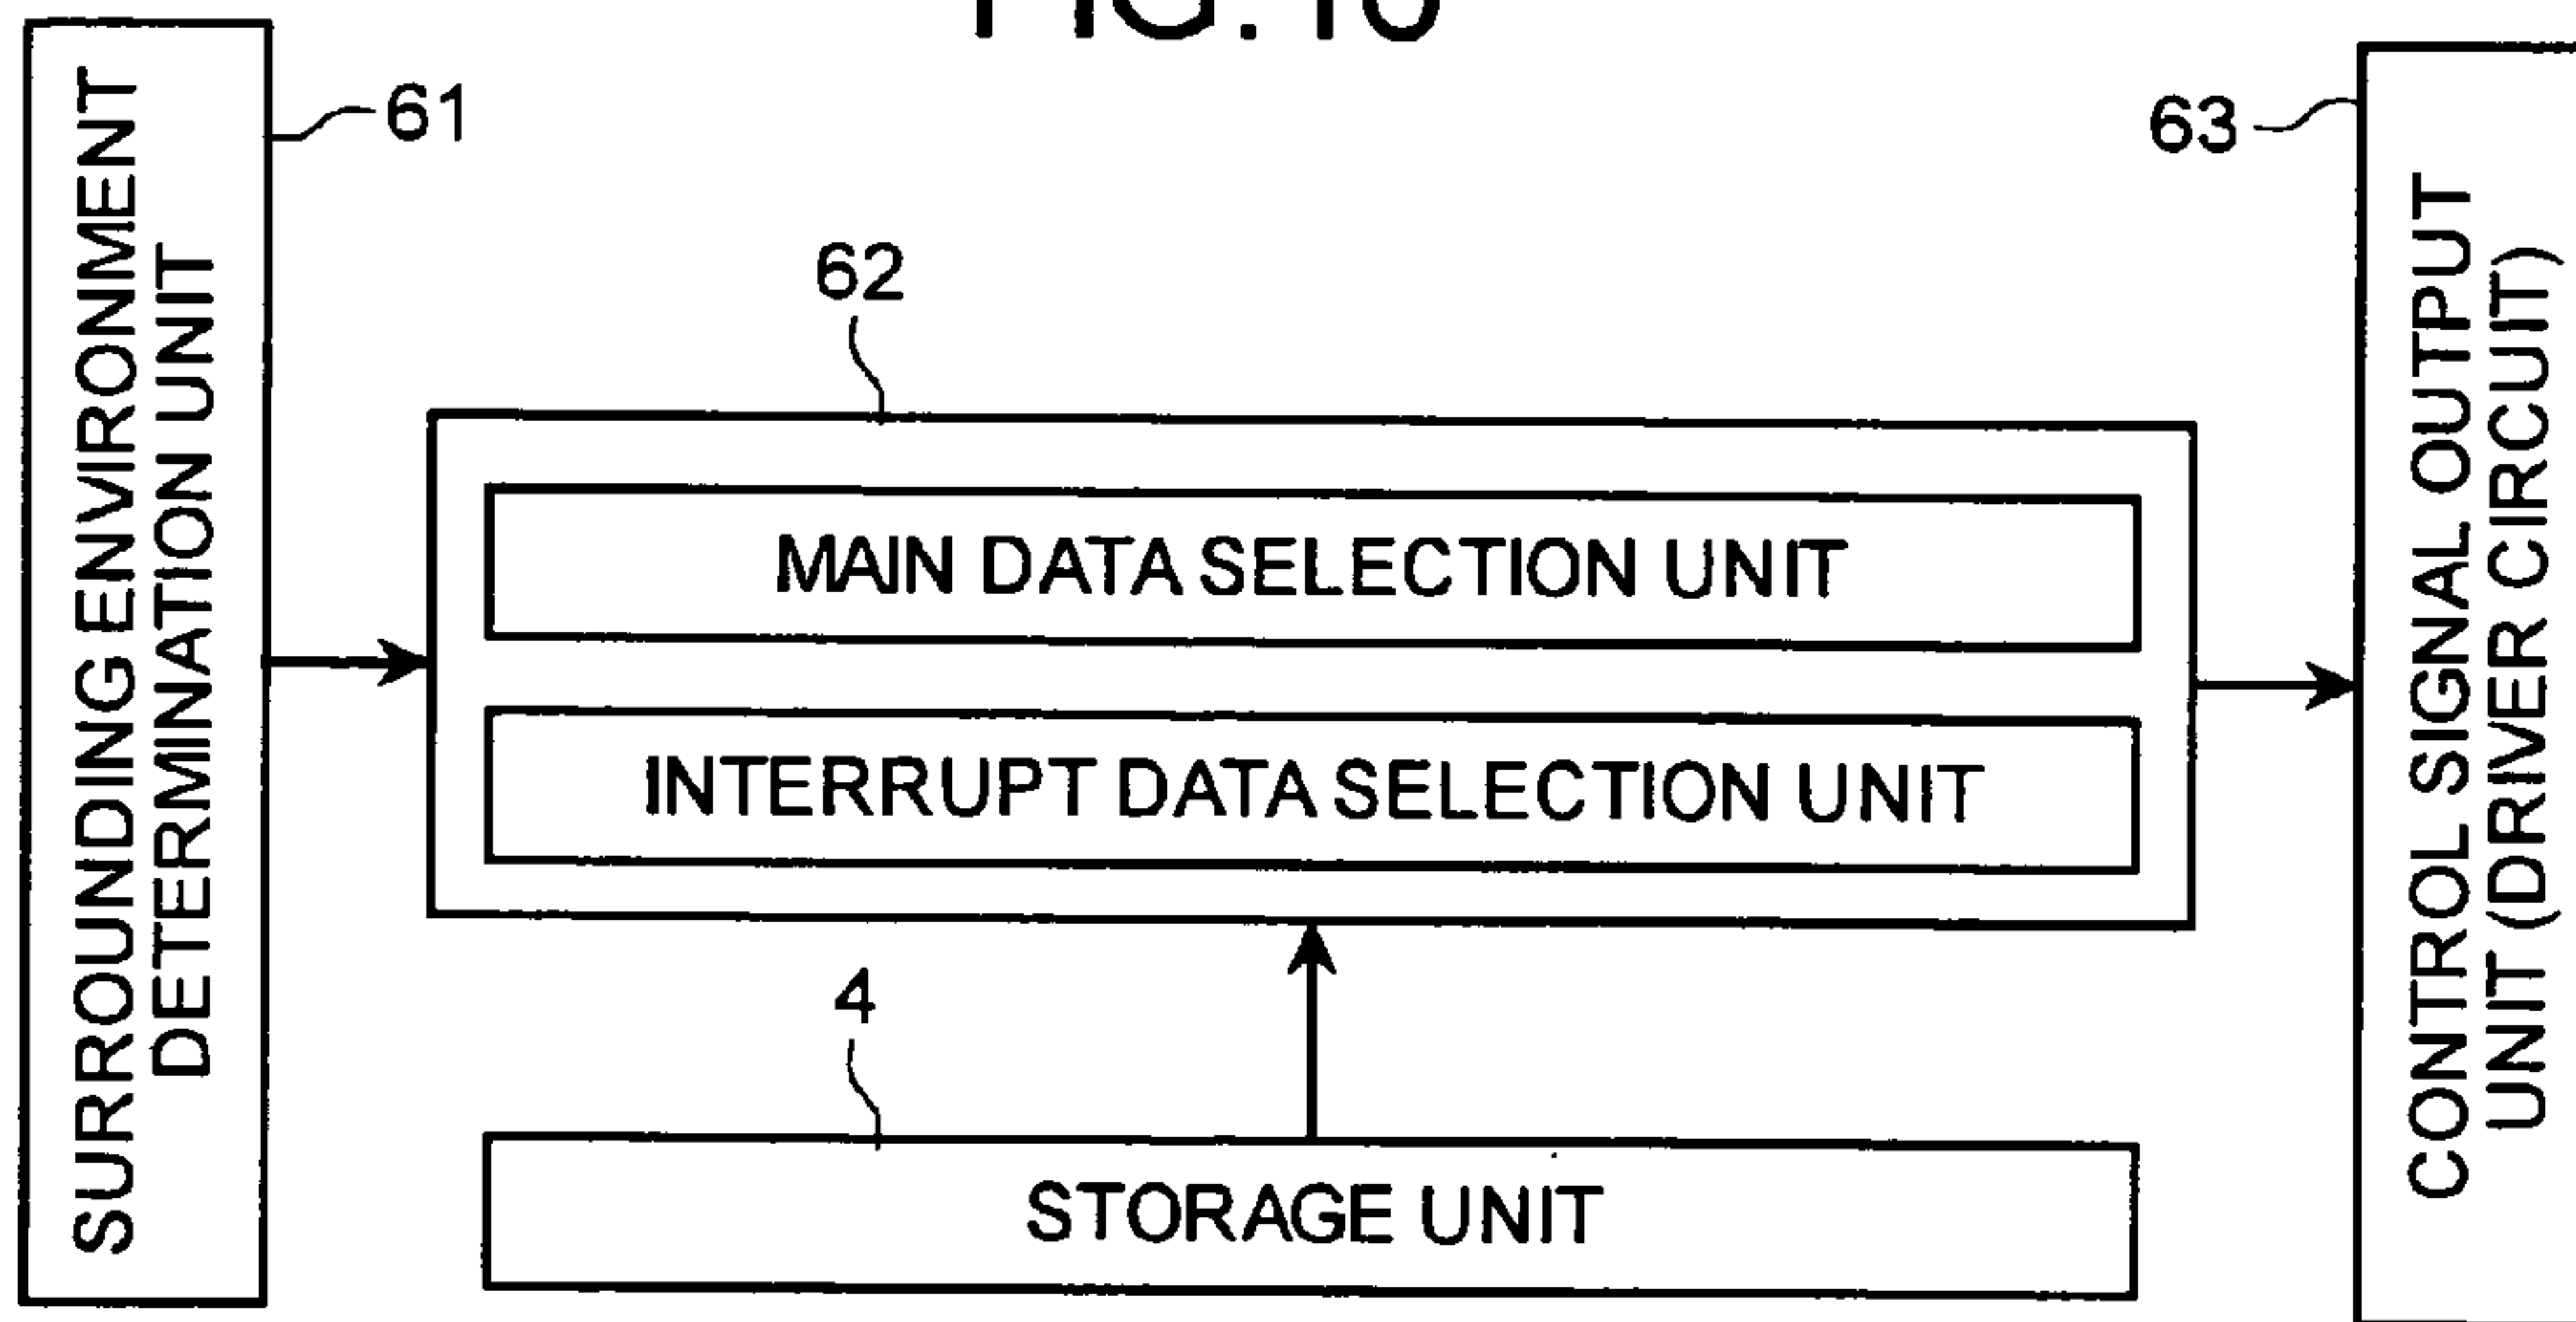 FIG.
61
SURROUNDING ENVIRONMENT
DETERMINATION UNIT
62
MAIN DATA SELECTION UNIT
INTERRUPT DATA SELECTION UNIT
4
STORAGE UNIT
63
CONTROL SIGNAL OUTPUT
UNIT (DRIVER CIRCUIT)